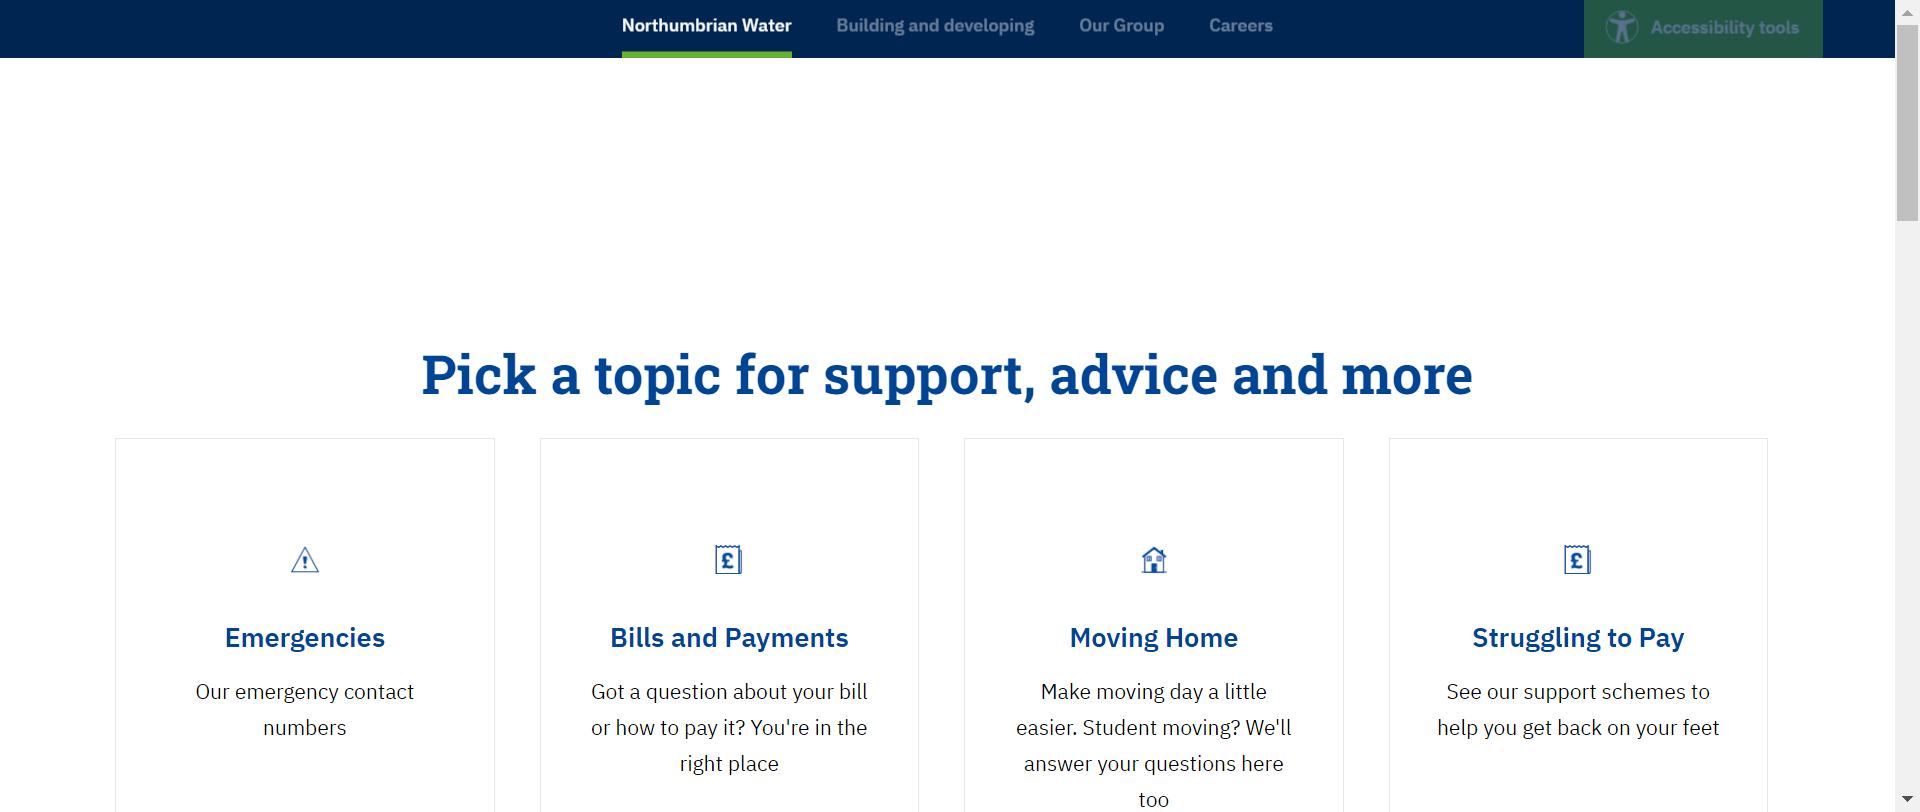 Northumbrian Water Building and developing Our Group Careers Accessibility tools
Pick a topic for support, advice and more
Emergencies
Our emergency contact
numbers
Bills and Payments
Got a question about your bill
or how to pay it? You're in the
right place
Moving Home
Make moving day a little
easier. Student moving? We'll
answer your questions here
too
Struggling to Pay
See our support schemes to
help you get back on your feet